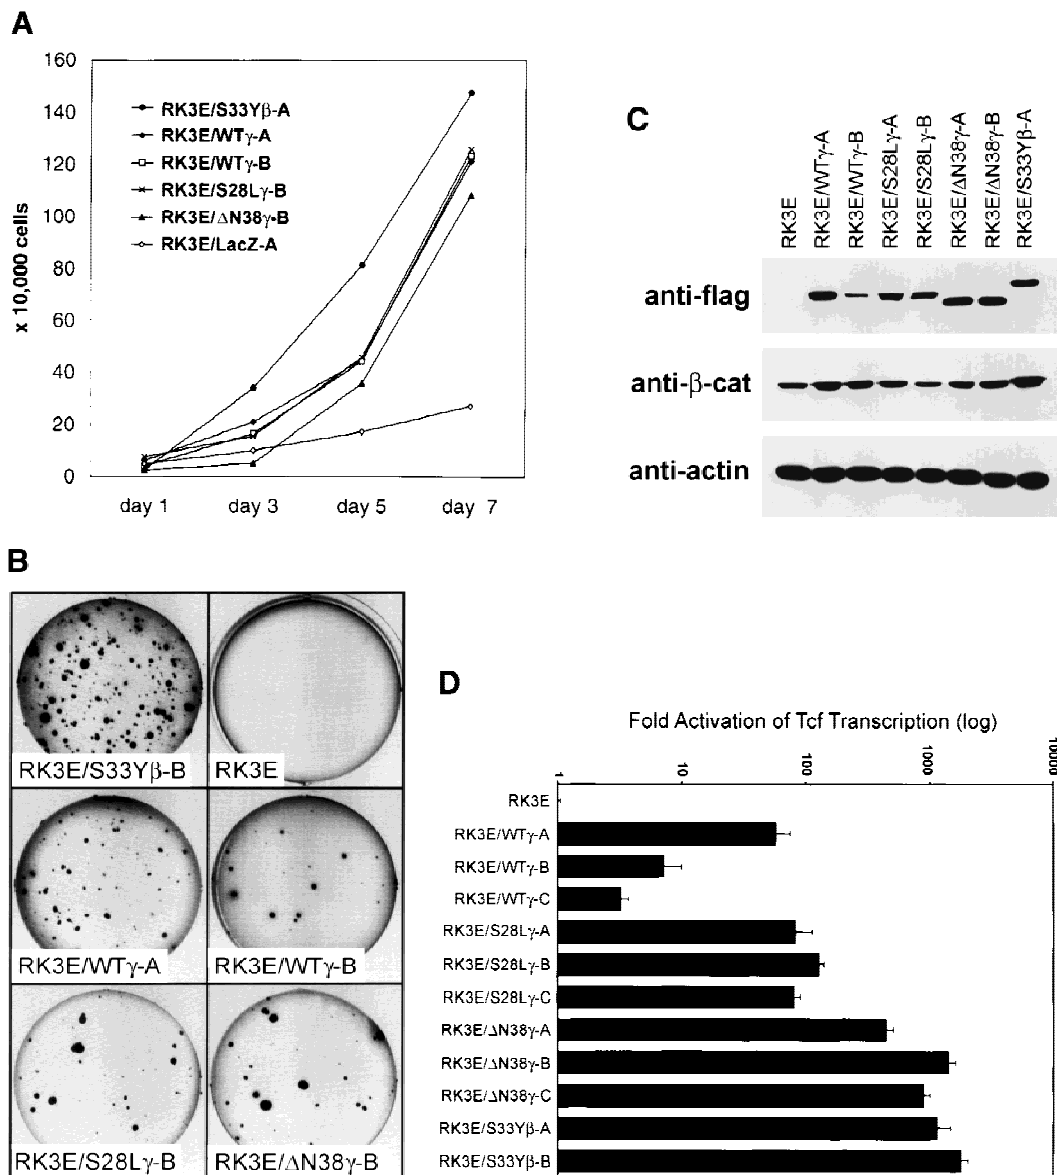 A
160
140
120
100
80
60
40
20
0
x 10,000 cells
RK3E/S33Yβ-A
RK3E/WTγ-A
RK3E/WTγ-B
RK3E/S28Lγ-B
RK3E/ΔN38γ-B
RK3E/LacZ-A
day 1 day 3 day 5 day 7
B
RK3E/S33Yβ-B
RK3E
RK3E/WTγ-A
RK3E/WTγ-B
RK3E/S28Lγ-B
RK3E/ΔN38γ-B
C
RK3E
RK3E/WTγ-A
RK3E/WTγ-B
RK3E/S28Lγ-A
RK3E/S28Lγ-B
RK3E/ΔN38γ-A
RK3E/ΔN38γ-B
RK3E/S33Yβ-A
anti-flag
anti-β-cat
anti-actin
D
Fold Activation of Tcf Transcription (log)
1
10
100
1000
10000
RK3E
RK3E/WTγ-A
RK3E/WTγ-B
RK3E/WTγ-C
RK3E/S28Lγ-A
RK3E/S28Lγ-B
RK3E/S28Lγ-C
RK3E/ΔN38γ-A
RK3E/ΔN38γ-B
RK3E/ΔN38γ-C
RK3E/S33Yβ-A
RK3E/S33Yβ-B